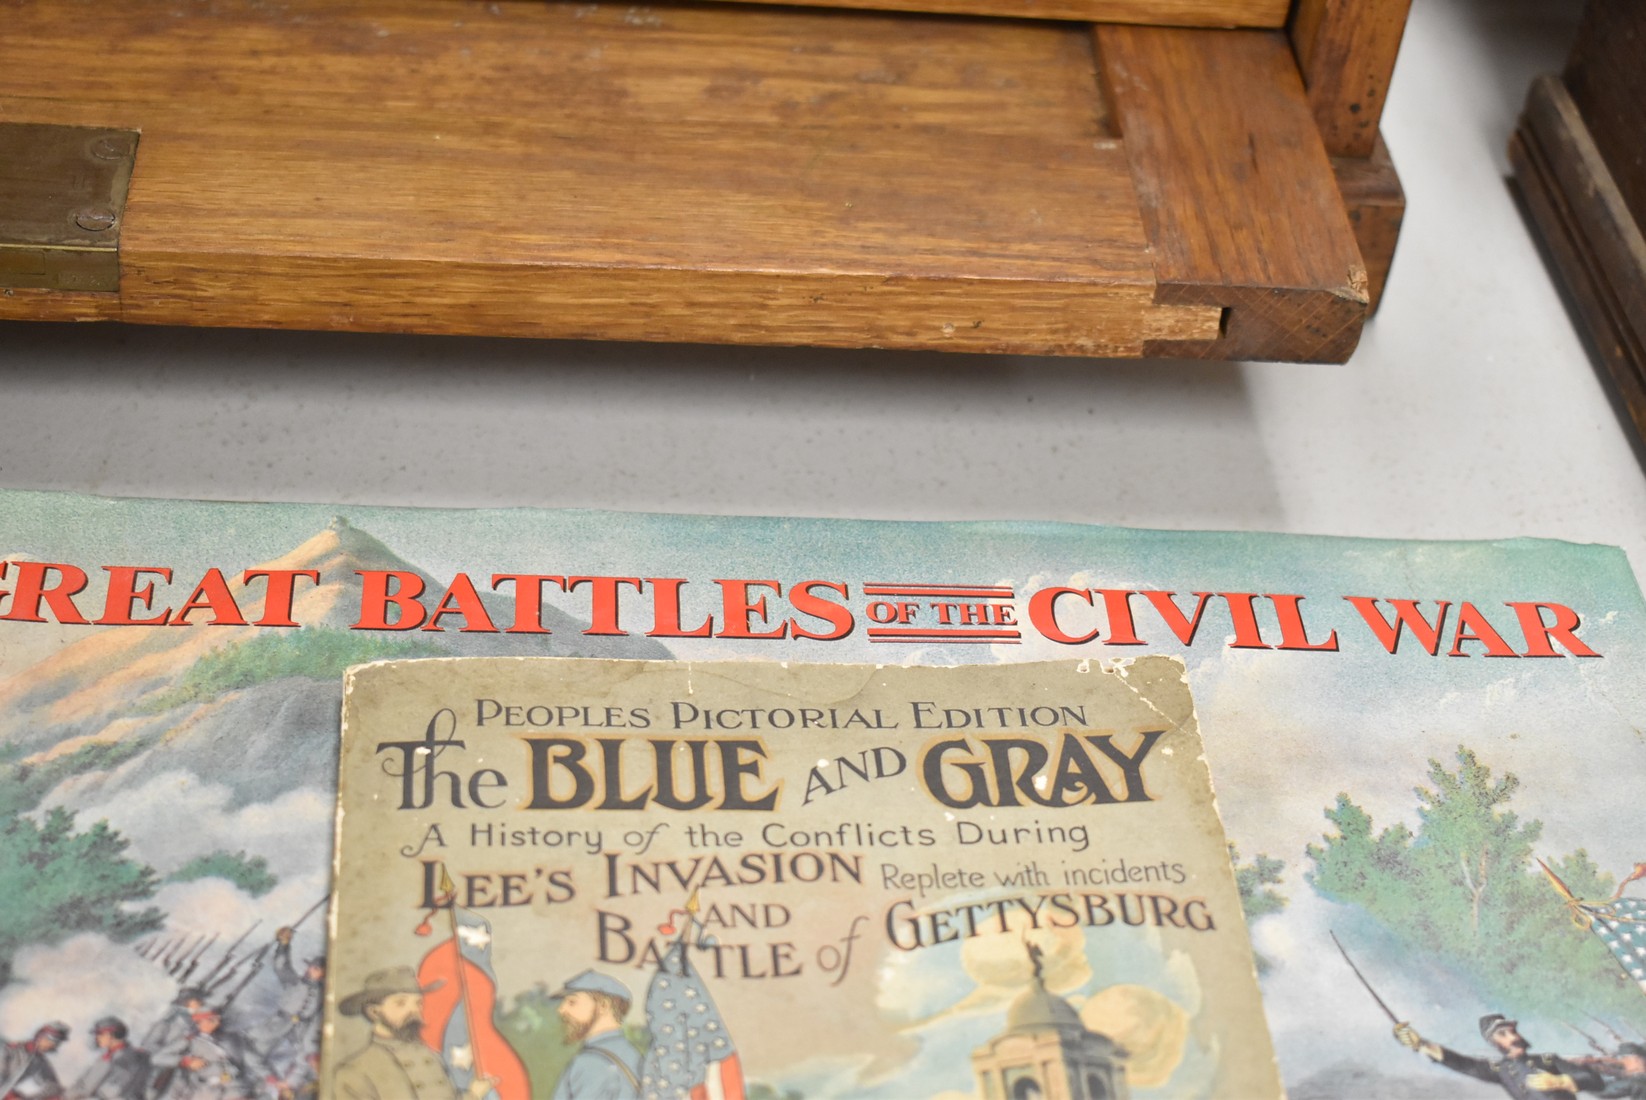 GREAT BATTLES OF THE CIVIL WAR
PEOPLES PICTORIAL EDITION
The BLUE AND GRAY
A History of the Conflicts During
LEE'S INVASION Replete with incidents
AND
BATTLE of GETTYSBURG